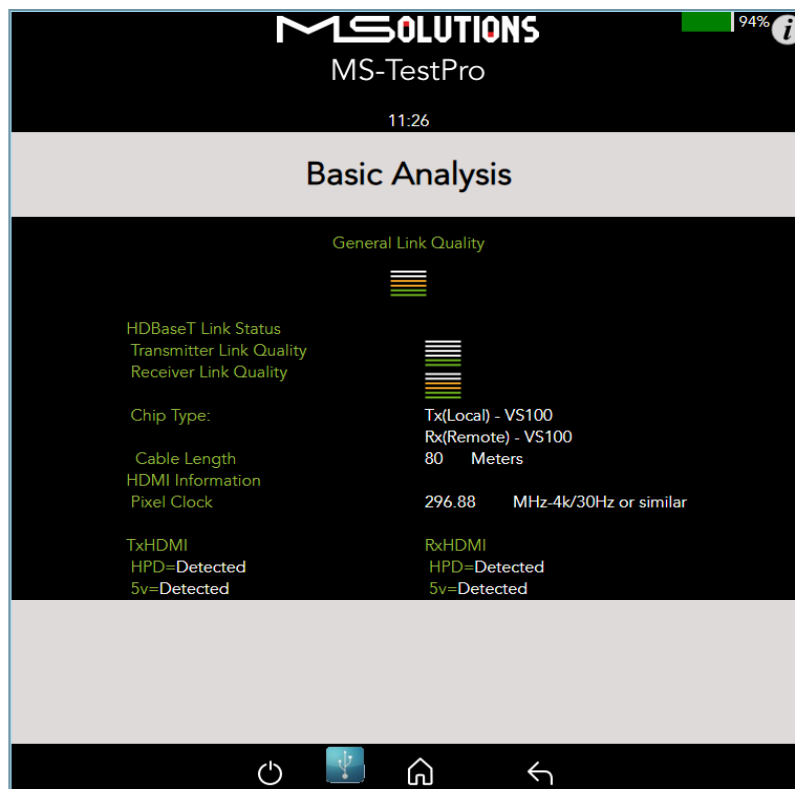 MSOLUTIONS
94%
i
MS-TestPro
11:26
Basic Analysis
General Link Quality
HDBaseT Link Status
Transmitter Link Quality
Receiver Link Quality
Chip Type: Tx(Local) - VS100
Rx(Remote) - VS100
Cable Length 80 Meters
HDMI Information
Pixel Clock 296.88 MHz-4k/30Hz or similar
TxHDMI RxHDMI
HPD=Detected HPD=Detected
5v=Detected 5v=Detected